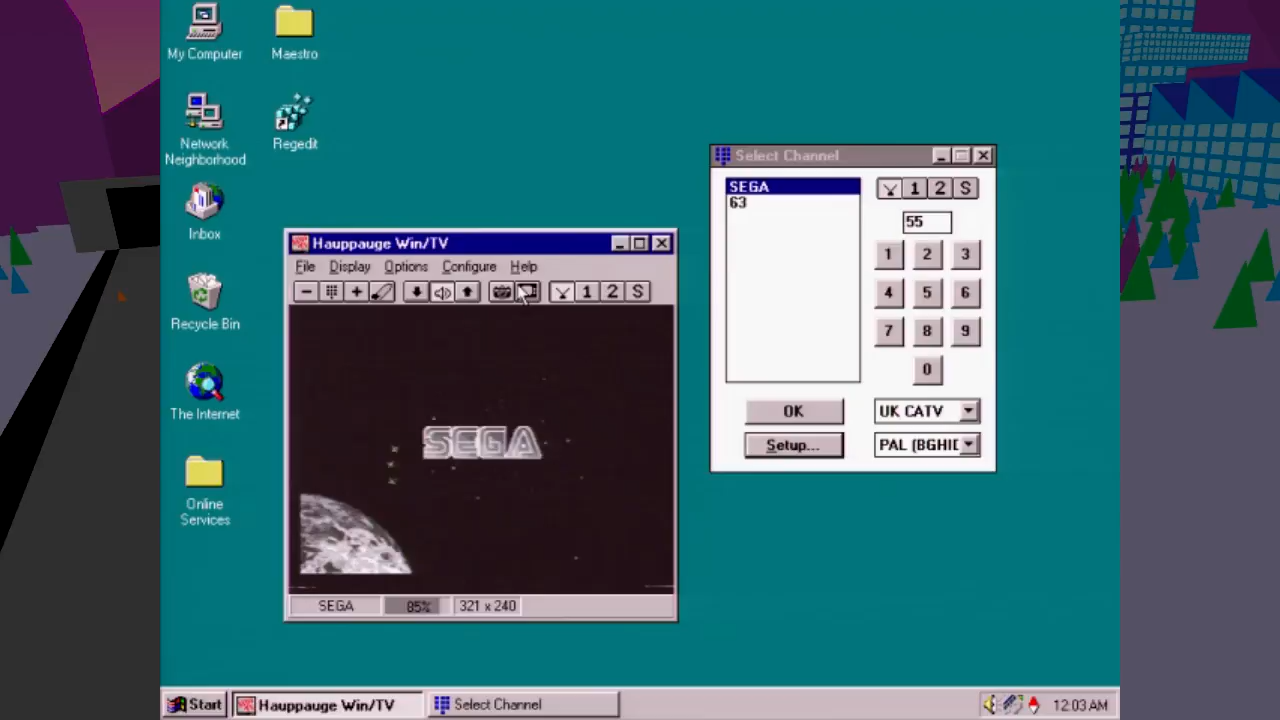 My Computer
Maestro
Network
Neighborhood
Regedit
Inbox
Recycle Bin
The Internet
Online
Services
Hauppauge Win/TV
File Display Options Configure Help
1 2 S
SEGA
SEGA 85% 321 x 240
Select Channel
SEGA
63
1 2 S
55
1 2 3
4 5 6
7 8 9
0
OK
UK CATV
Setup...
PAL (BGHID
Start
Hauppauge Win/TV
Select Channel
12:03 AM